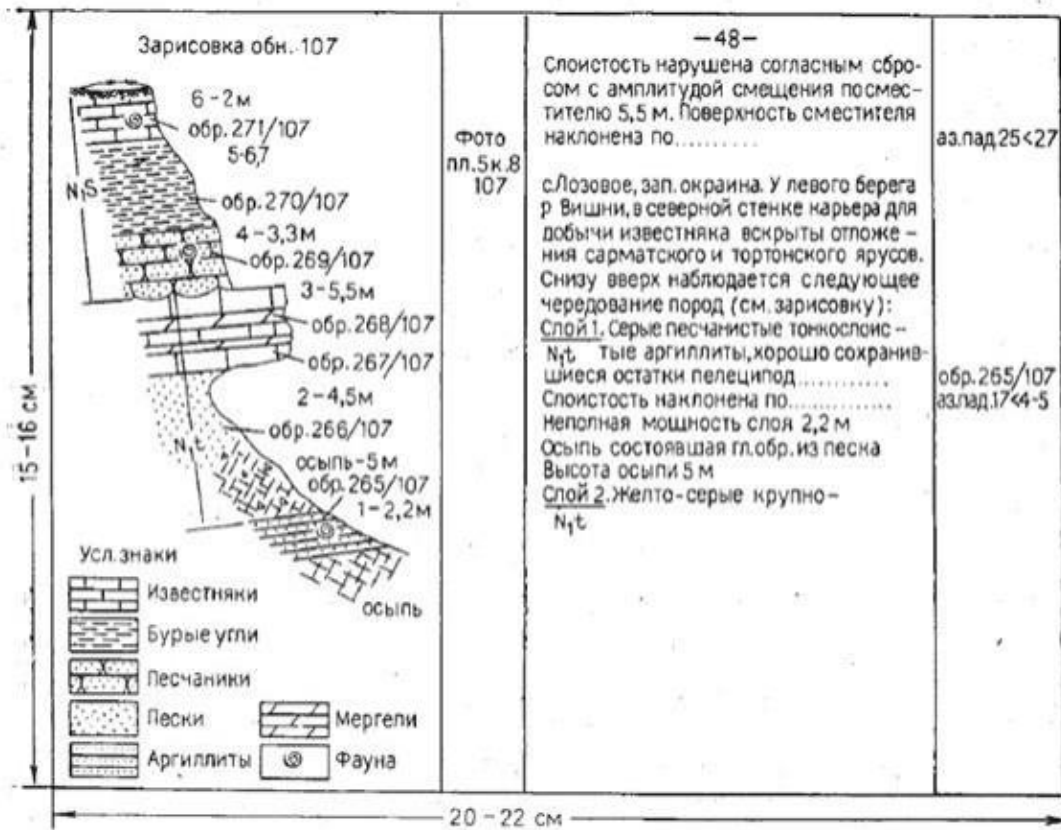 Зарисовка обн. 107
6-2м
обр. 271/107
5-6,7
N₁S
обр. 270/107
4-3,3м
обр. 269/107
3-5,5м
обр. 268/107
обр. 267/107
2-4,5м
обр. 266/107
N₁t
осыпь-5м
обр. 265/107
1-2,2м
осыпь
Усл. знаки
Известняки
Бурые угли
Песчаники
Пески
Аргиллиты
Мергели
Фауна
Фото
пл.5к.8
107
-48-
Слоистость нарушена согласным сбро-
сом с амплитудой смещения посмес-
тителю 5,5 м. Поверхность сместителя
наклонена по..........
с.Лозовое, зап. окраина. У левого берега
р Вишни, в северной стенке карьера для
добычи известняка вскрыты отложе-
ния сарматского и тортонского ярусов.
Снизу вверх наблюдается следующее
чередование пород (см. зарисовку):
Слой 1. Серые песчанистые тонкослоис-
N₁t тые аргиллиты, хорошо сохранив-
шиеся остатки пелеципод............
Слоистость наклонена по.............
Неполная мощность слоя 2,2 м
Осыпь состоявшая гл.обр. из песка
Высота осыпи 5 м
Слой 2. Желто-серые крупно-
N₁t
аз.пад.25<27
обр. 265/107
аз.пад.17<4-5
15-16 см
20-22 см